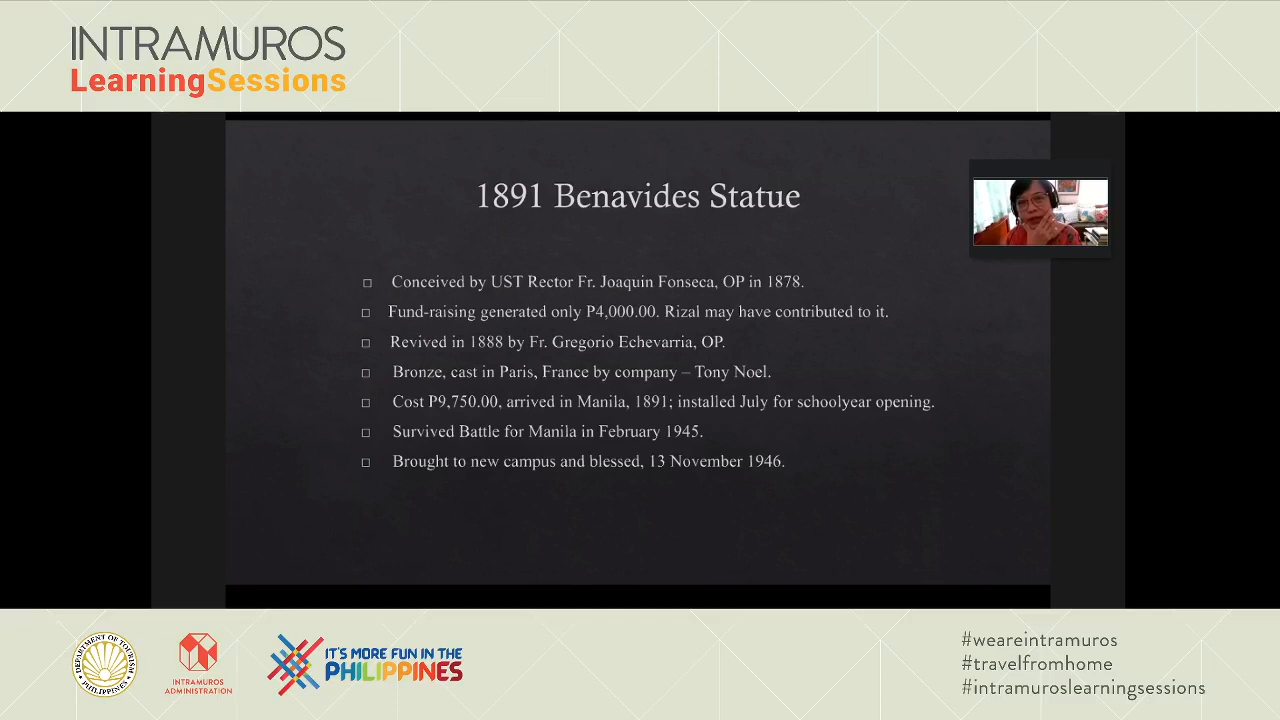 INTRAMUROS
LearningSessions
1891 Benavides Statue
Conceived by UST Rector Fr. Joaquin Fonseca, OP in 1878.
Fund-raising generated only P4,000.00. Rizal may have contributed to it.
Revived in 1888 by Fr. Gregorio Echevarria, OP.
Bronze, cast in Paris, France by company – Tony Noel.
Cost P9,750.00, arrived in Manila, 1891; installed July for schoolyear opening.
Survived Battle for Manila in February 1945.
Brought to new campus and blessed, 13 November 1946.
DEPARTMENT OF TOURISM
PHILIPPINES
INTRAMUROS
ADMINISTRATION
IT'S MORE FUN IN THE
PHILIPPINES
#weareintramuros
#travelfromhome
#intramuroslearningsessions